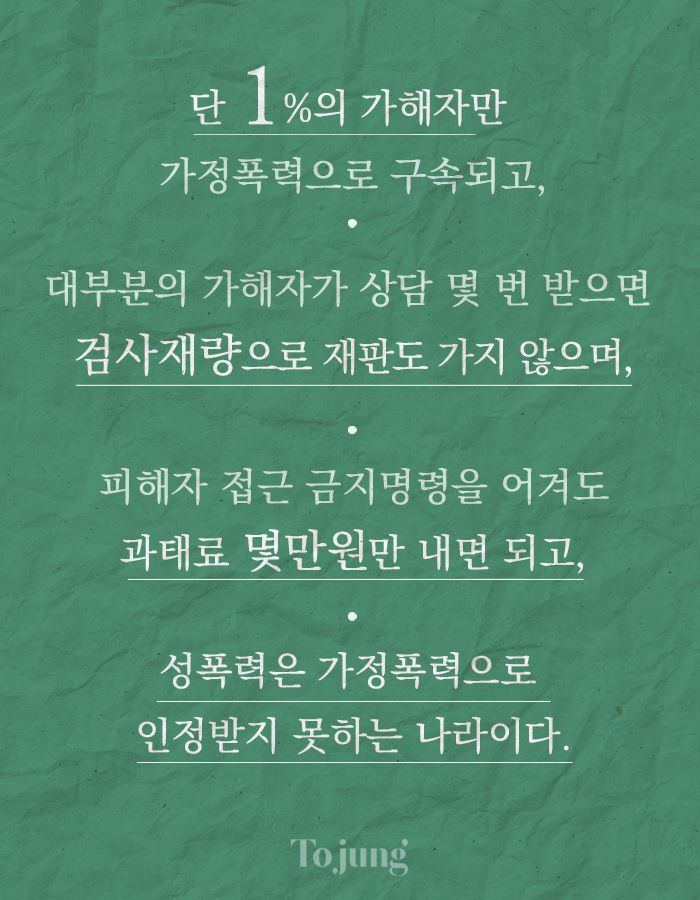 단 1%의 가해자만
가정폭력으로 구속되고,
대부분의 가해자가 상담 몇 번 받으면
검사재량으로 재판도 가지 않으며,
피해자 접근 금지명령을 어겨도
과태료 몇만원만 내면 되고,
성폭력은 가정폭력으로
인정받지 못하는 나라이다.
Tojung